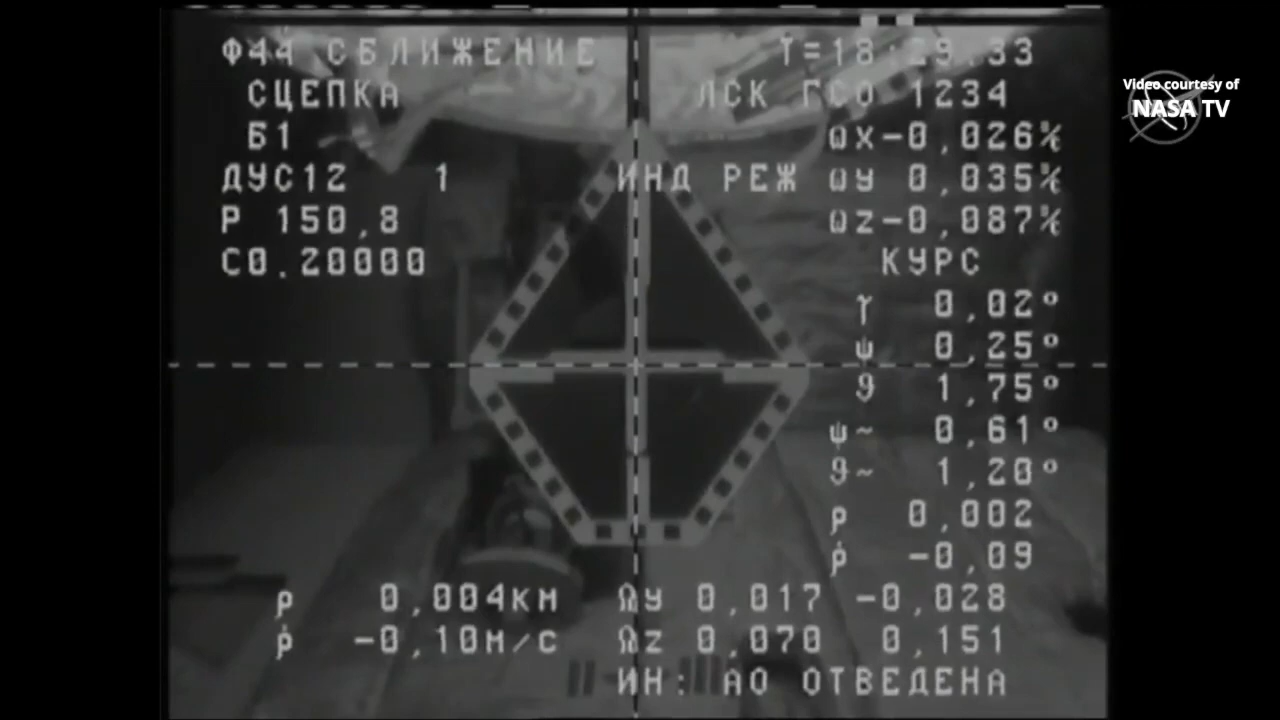 Ф44 СБЛИЖЕНИЕ T=18:29.33
СЦЕПКА ЛСК ГСО 1234
Б1 ωX-0,026%
ДУС12 1 ИНД РЕЖ ωУ 0,035%
Р 150,8 ωZ-0,087%
С0.20000 КУРС
γ 0,02°
ψ 0,25°
ϑ 1,75°
ψ~ 0,61°
ϑ~ 1,20°
ρ 0,002
ρ̇ -0,09
ρ 0,004КМ ΩУ 0,017 -0,028
ρ̇ -0,10М/С ΩZ 0,070 0,151
ИН: АО ОТВЕДЕНА
Video courtesy of
NASA TV